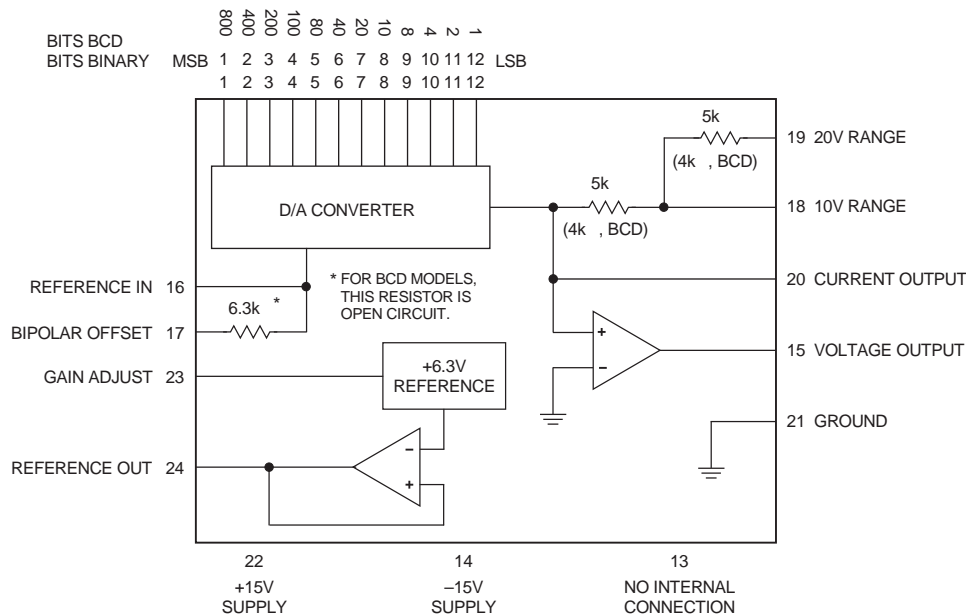 BITS BCD 800 400 200 100 80 40 20 10 8 4 2 1
BITS BINARY MSB 1 2 3 4 5 6 7 8 9 10 11 12 LSB
1 2 3 4 5 6 7 8 9 10 11 12
5k
19 20V RANGE
(4k , BCD)
5k
D/A CONVERTER
18 10V RANGE
(4k , BCD)
* FOR BCD MODELS,
THIS RESISTOR IS
OPEN CIRCUIT.
20 CURRENT OUTPUT
REFERENCE IN 16
6.3k *
BIPOLAR OFFSET 17
+
–
15 VOLTAGE OUTPUT
GAIN ADJUST 23
+6.3V
REFERENCE
21 GROUND
REFERENCE OUT 24
–
+
22
+15V
SUPPLY
14
–15V
SUPPLY
13
NO INTERNAL
CONNECTION